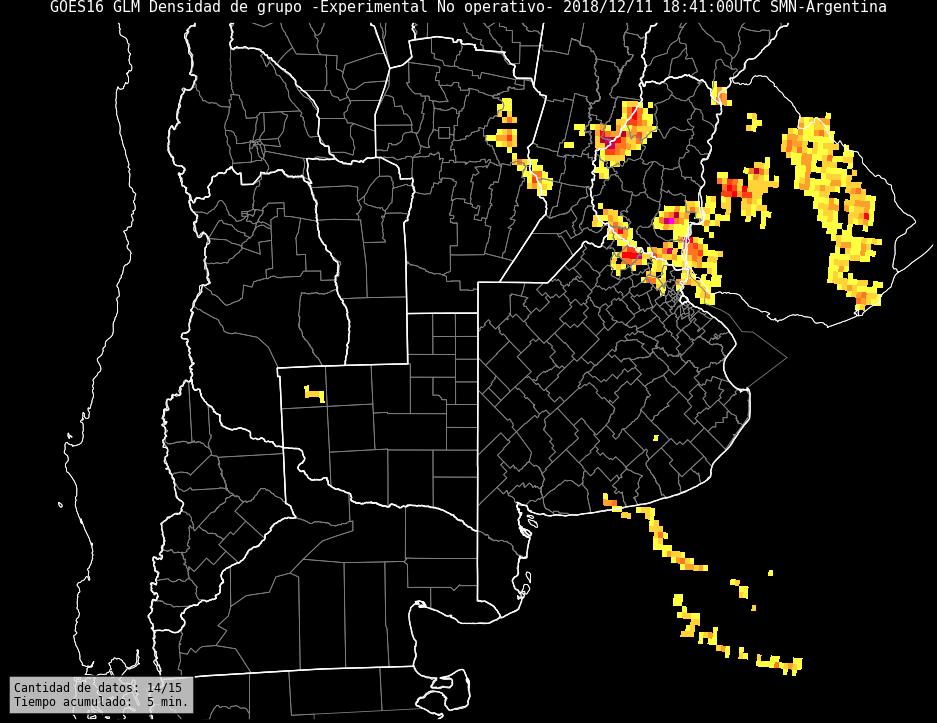 GOES16 GLM Densidad de grupo -Experimental No operativo- 2018/12/11 18:41:00UTC SMN-Argentina
Cantidad de datos: 14/15
Tiempo acumulado:  5 min.